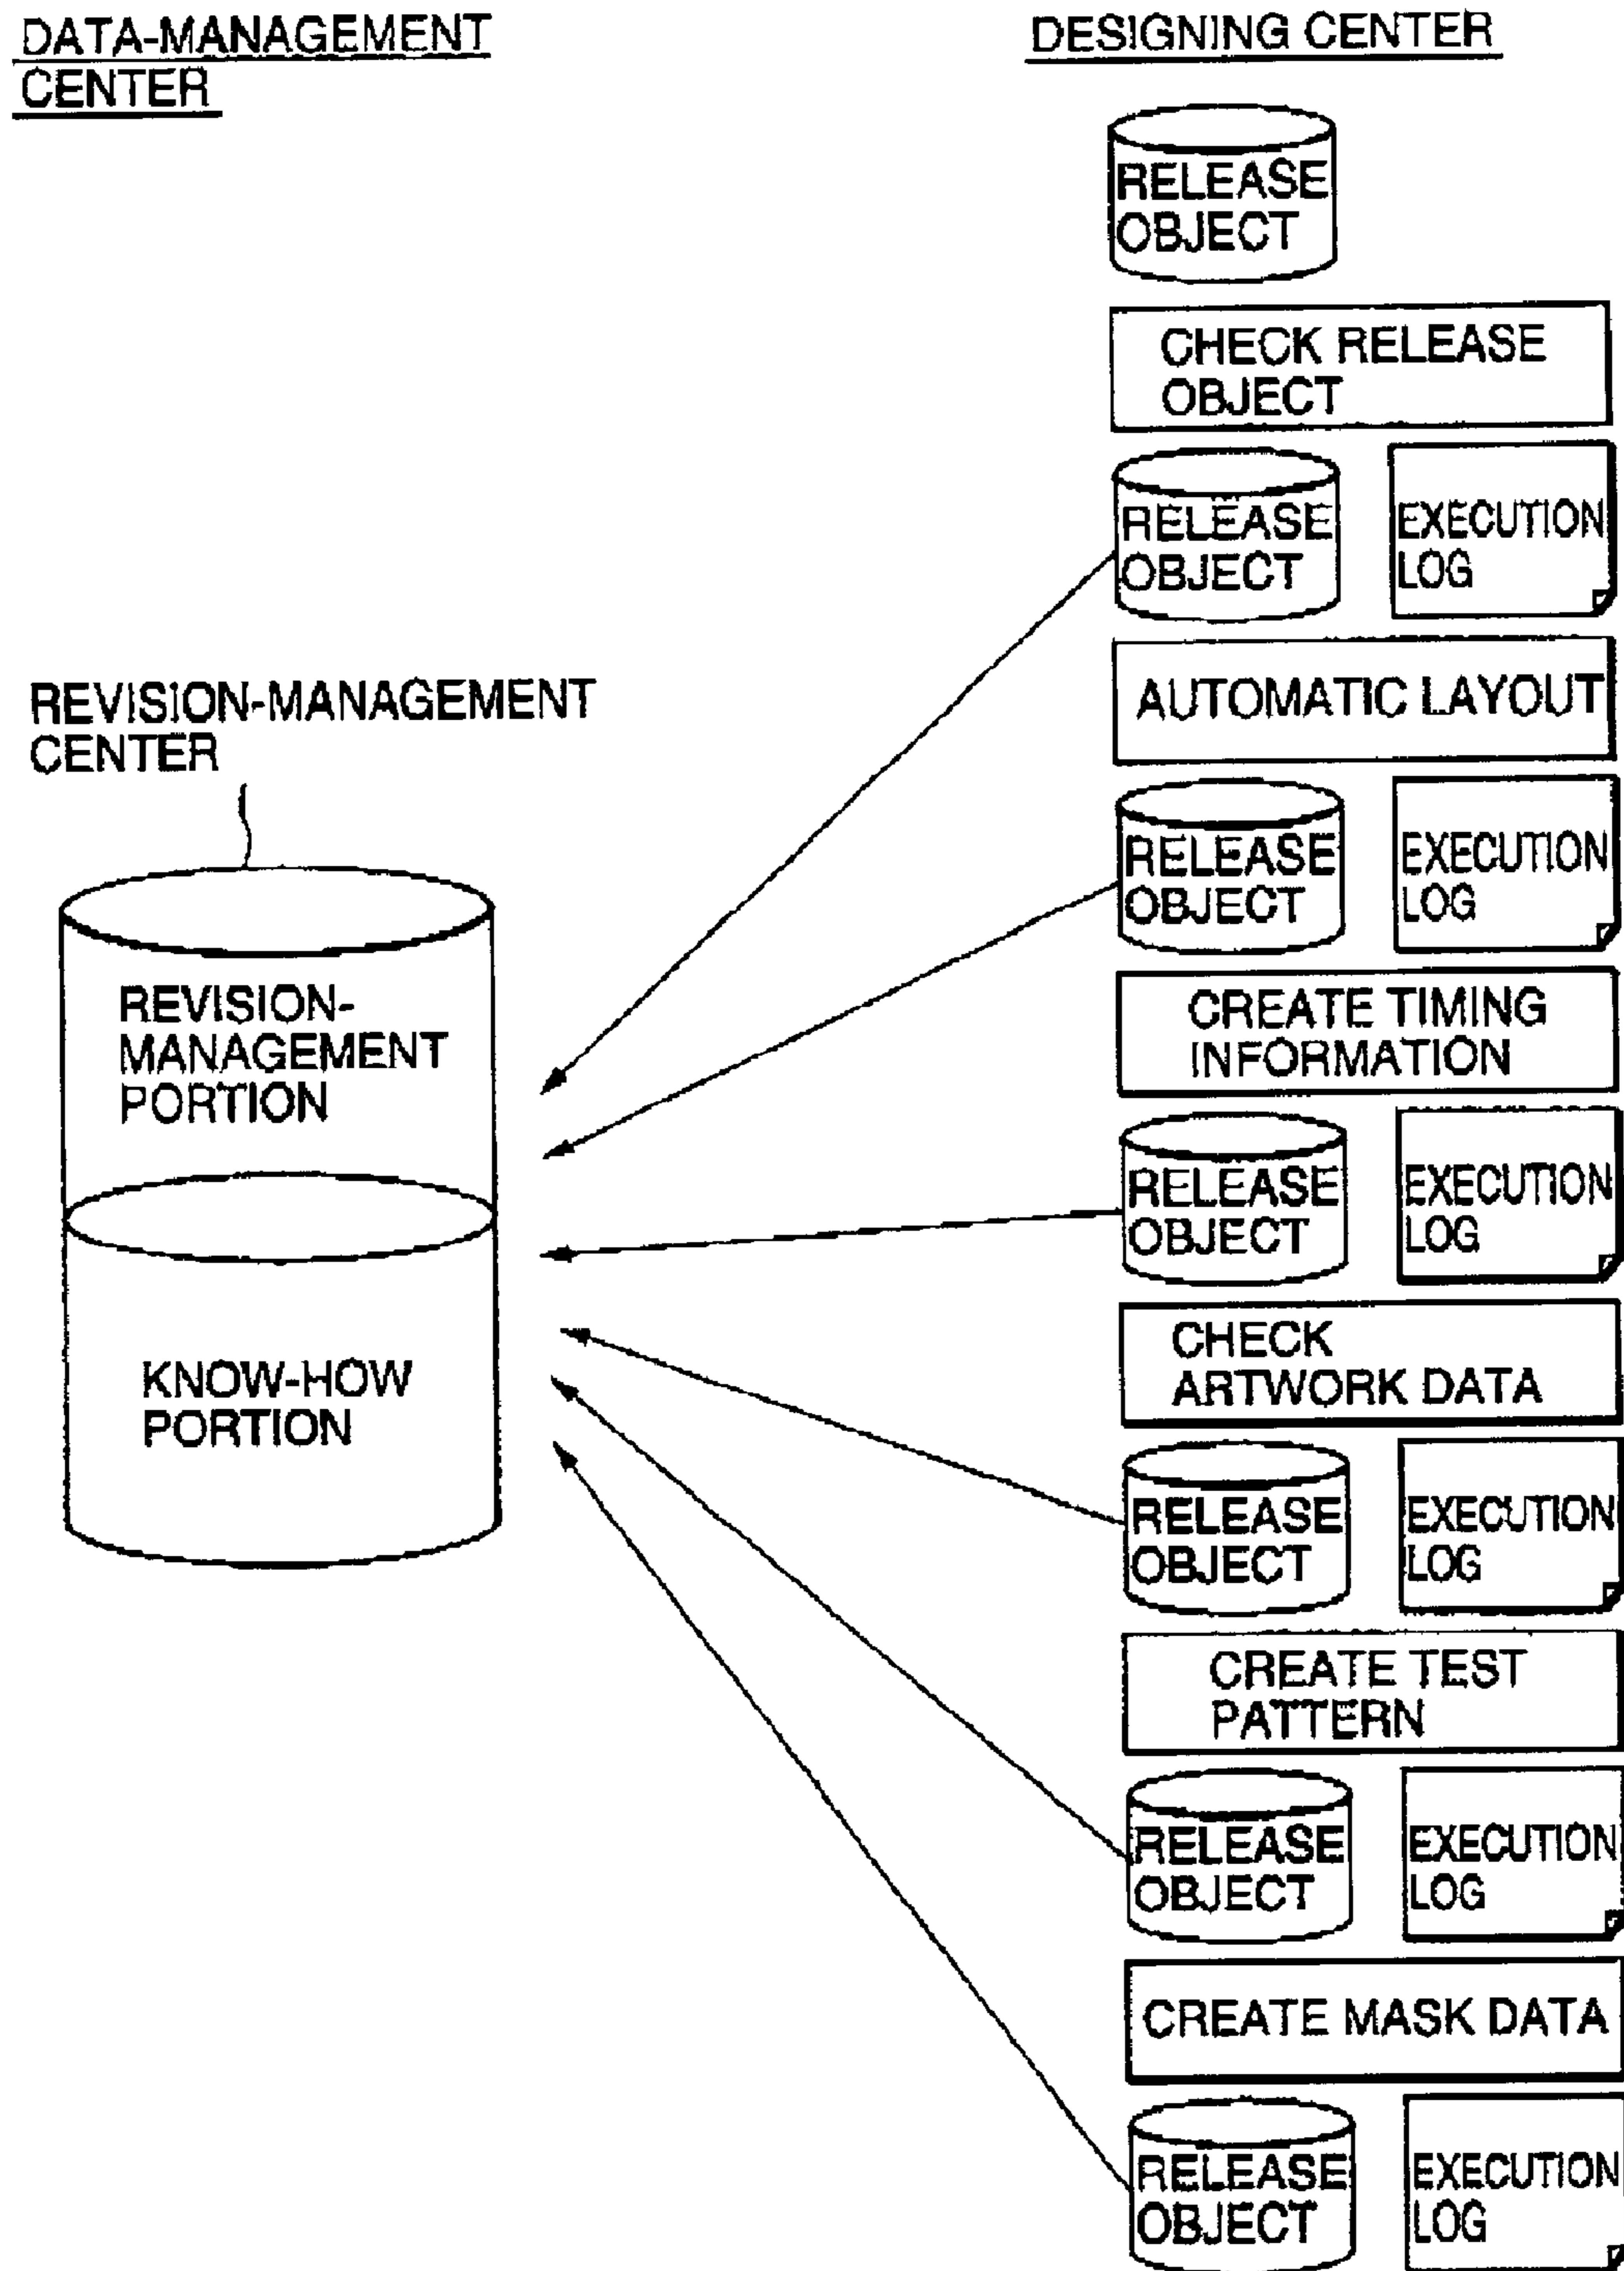 DATA-MANAGEMENT
CENTER
REVISION-MANAGEMENT
CENTER
REVISION-
MANAGEMENT
PORTION
KNOW-HOW
PORTION
DESIGNING CENTER
RELEASE
OBJECT
CHECK RELEASE
OBJECT
RELEASE
OBJECT
EXECUTION
LOG
AUTOMATIC LAYOUT
RELEASE
OBJECT
EXECUTION
LOG
CREATE TIMING
INFORMATION
RELEASE
OBJECT
EXECUTION
LOG
CHECK
ARTWORK DATA
RELEASE
OBJECT
EXECUTION
LOG
CREATE TEST
PATTERN
RELEASE
OBJECT
EXECUTION
LOG
CREATE MASK DATA
RELEASE
OBJECT
EXECUTION
LOG